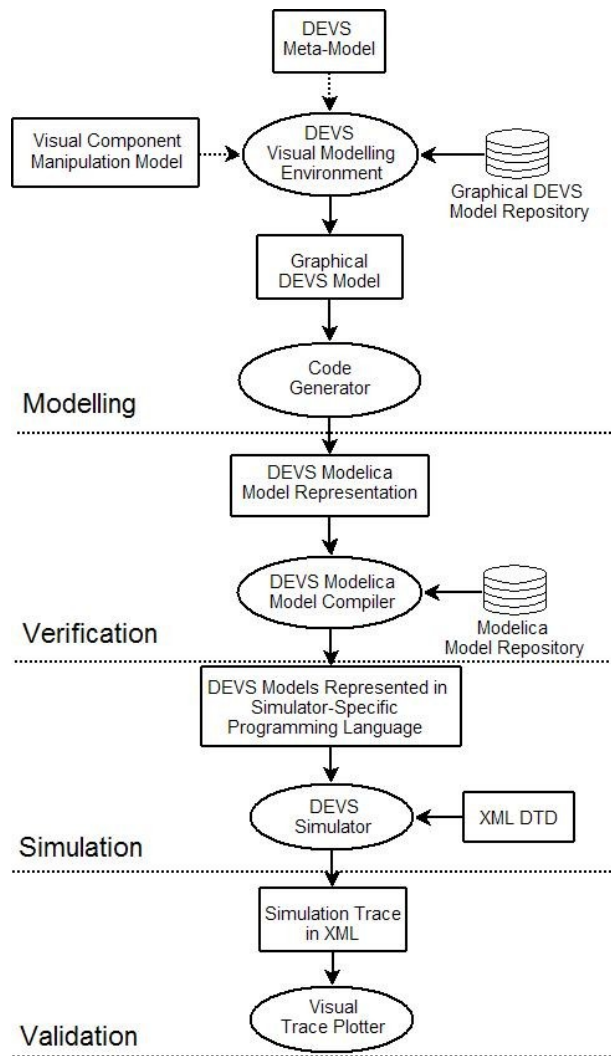 DEVS
Meta-Model
Visual Component
Manipulation Model
DEVS
Visual Modelling
Environment
Graphical DEVS
Model Repository
Graphical
DEVS Model
Code
Generator
Modelling
DEVS Modelica
Model Representation
DEVS Modelica
Model Compiler
Modelica
Model Repository
Verification
DEVS Models Represented in
Simulator-Specific
Programming Language
DEVS
Simulator
XML DTD
Simulation
Simulation Trace
in XML
Visual
Trace Plotter
Validation